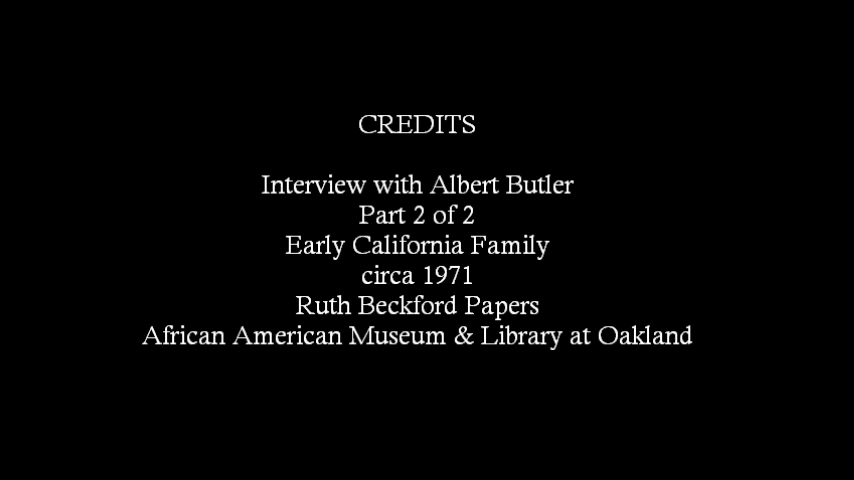 CREDITS
Interview with Albert Butler
Part 2 of 2
Early California Family
circa 1971
Ruth Beckford Papers
African American Museum & Library at Oakland